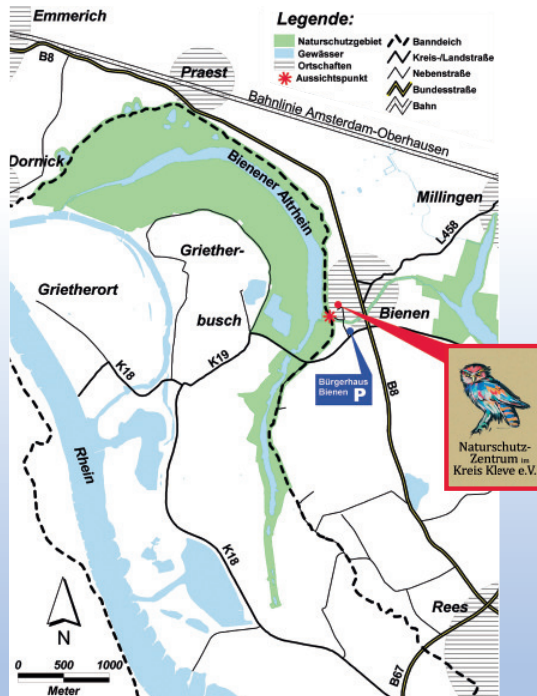 Emmerich
Legende:
Naturschutzgebiet
Gewässer
Ortschaften
Aussichtspunkt
Banndeich
Kreis-/Landstraße
Nebenstraße
Bundesstraße
Bahn
B8
Praest
Bahnlinie Amsterdam-Oberhausen
Dornick
Bienener Altrhein
Millingen
L458
Griether-
busch
Grietherort
Bienen
K18
K19
Bürgerhaus
Bienen P
B8
Naturschutz-
Zentrum im
Kreis Kleve e.V.
Rhein
K18
Rees
N
0 500 1000
Meter
B67